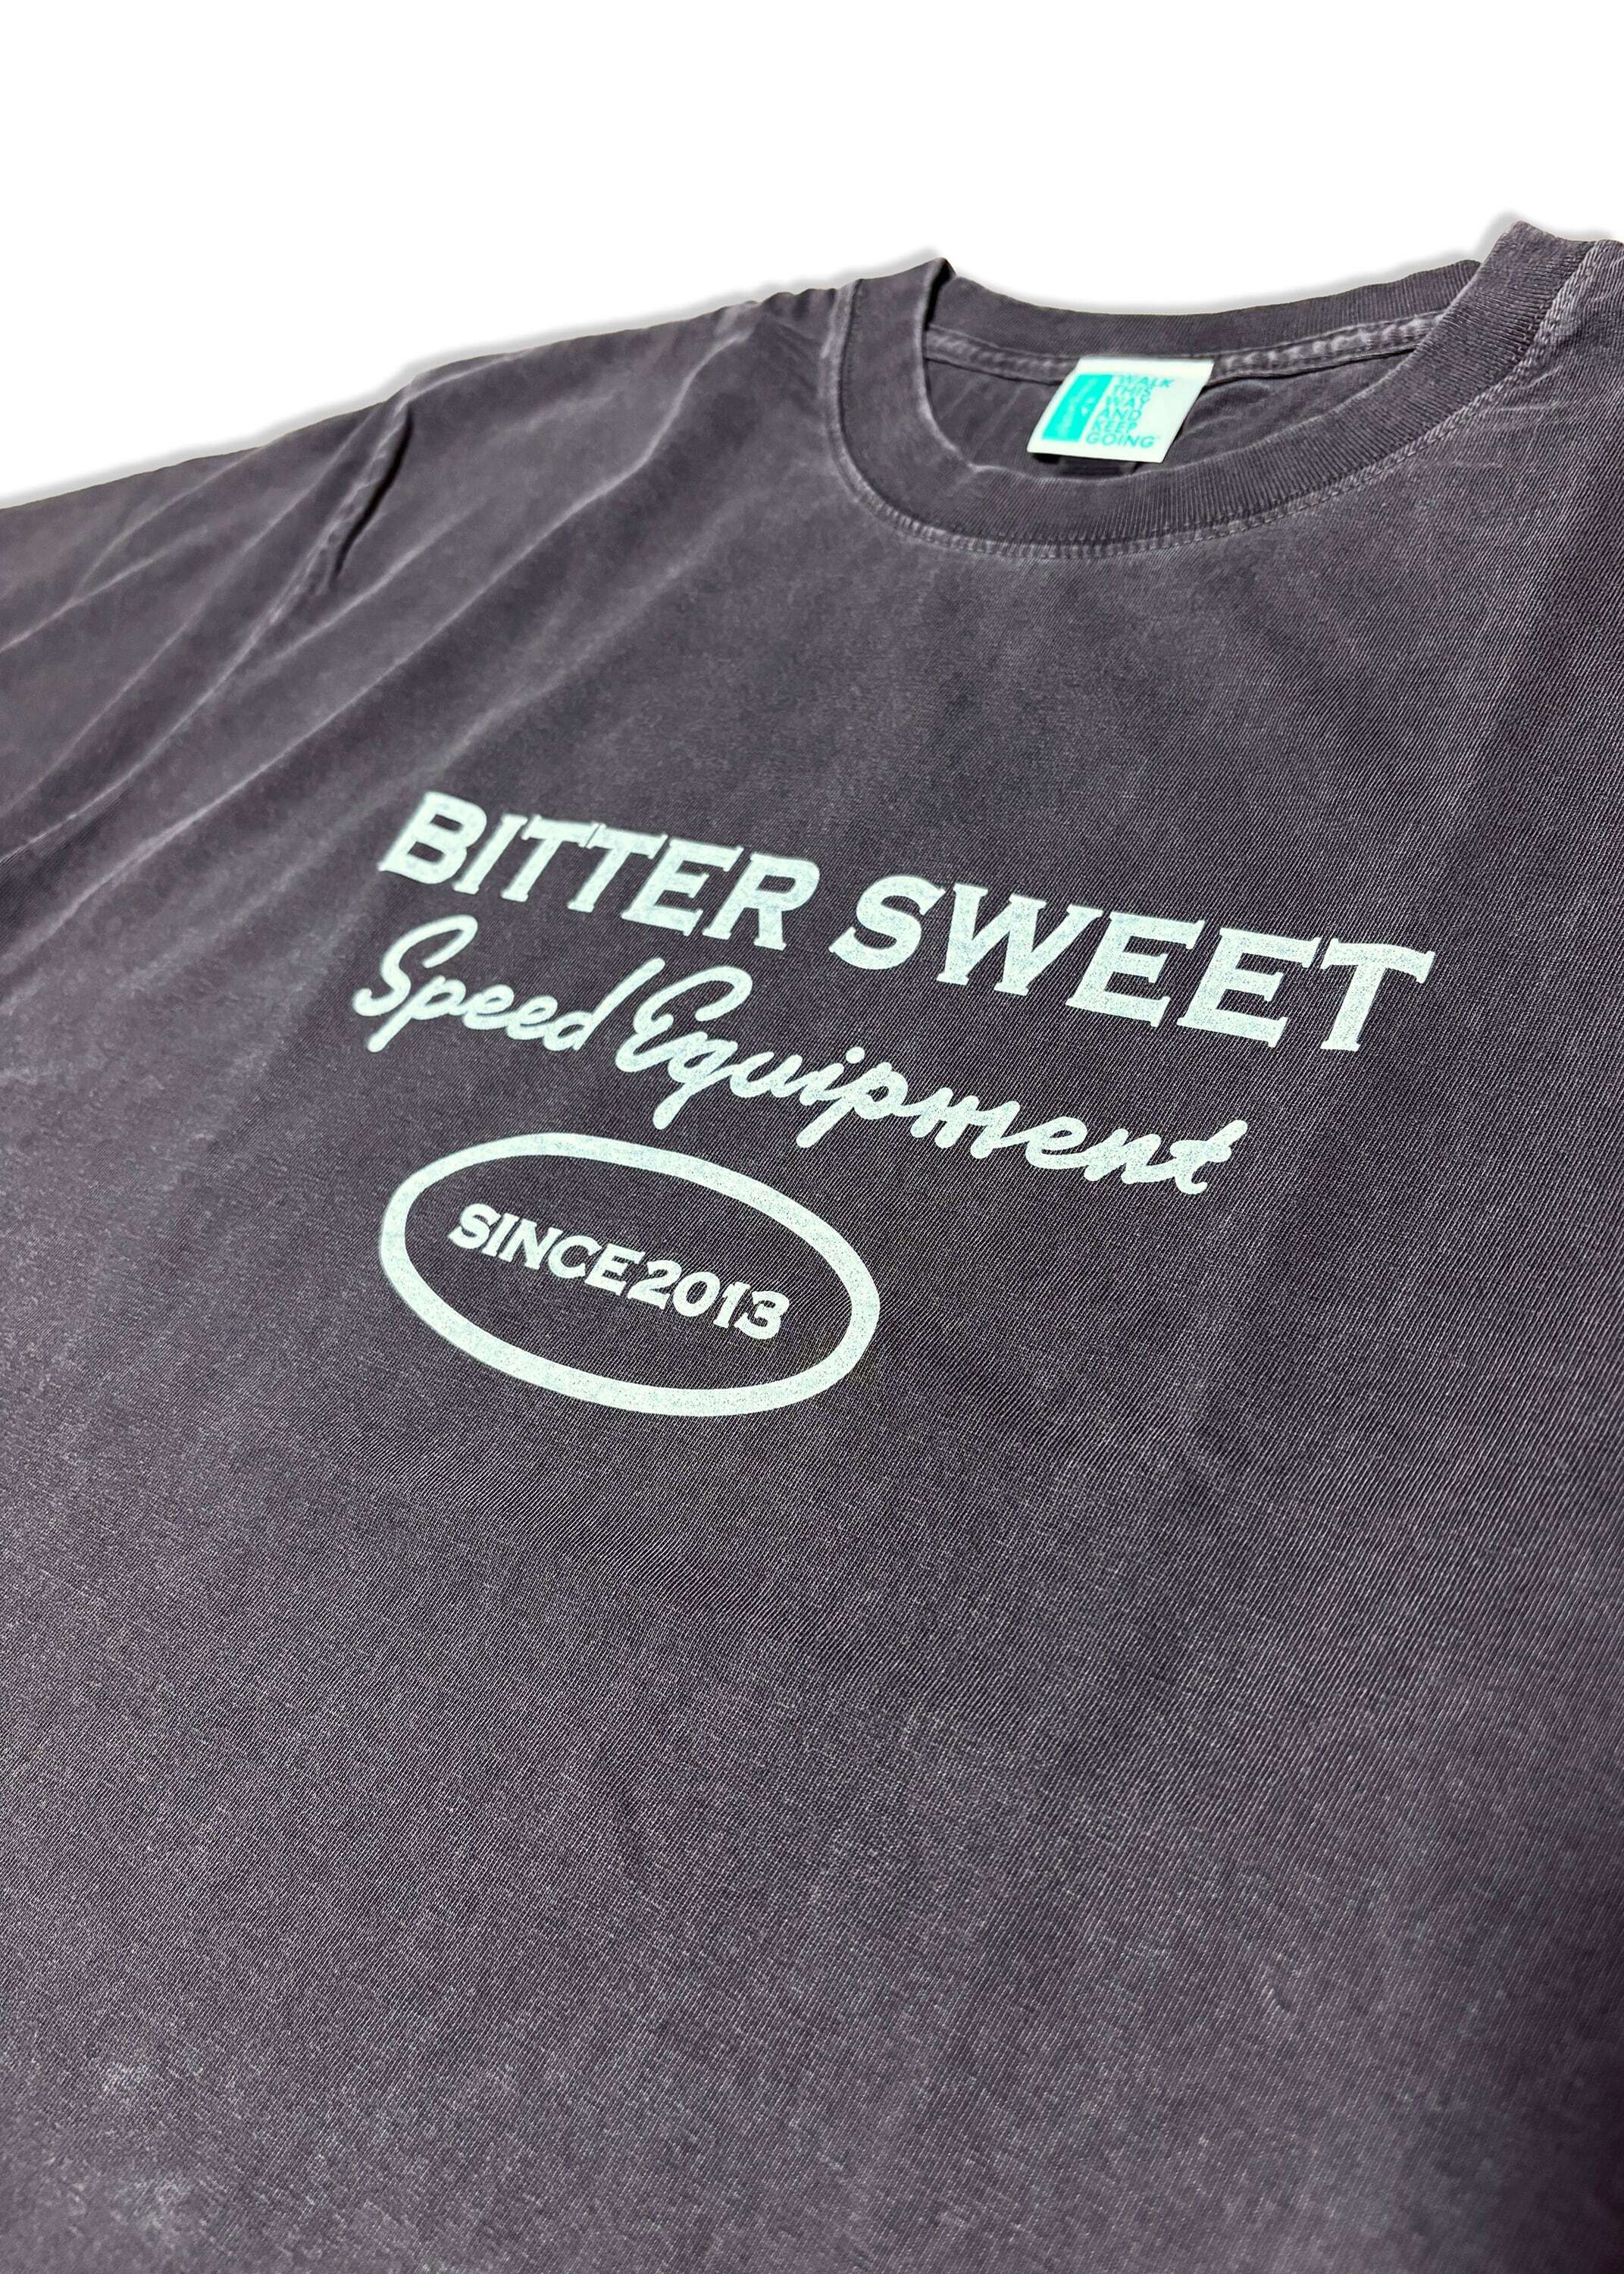 WALK
THIS
WAY
AND
KEEP
GOING
BITTER SWEET
Speed Equipment
SINCE2013